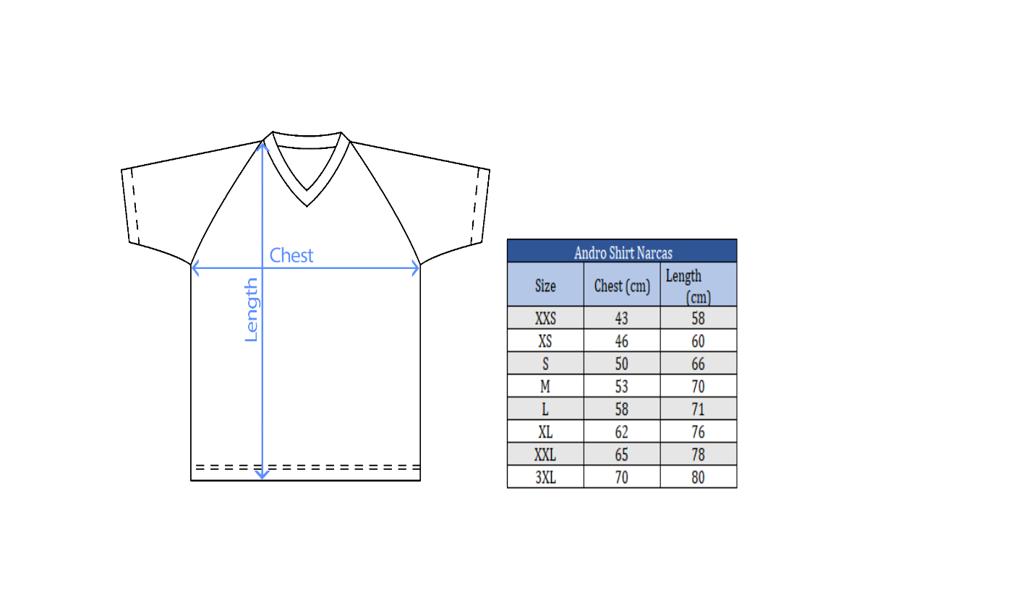 Chest
Length
Andro Shirt Narcas
Size Chest (cm) Length (cm)
XXS 43 58
XS 46 60
S 50 66
M 53 70
L 58 71
XL 62 76
XXL 65 78
3XL 70 80